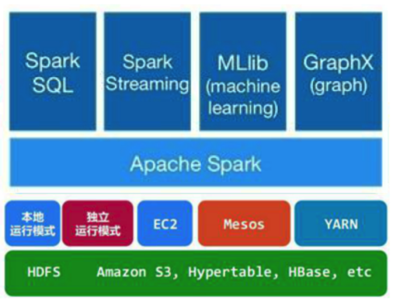 Spark
SQL
Spark
Streaming
MLlib
(machine
learning)
GraphX
(graph)
Apache Spark
本地
运行模式
独立
运行模式
EC2
Mesos
YARN
HDFS
Amazon S3, Hypertable, HBase, etc